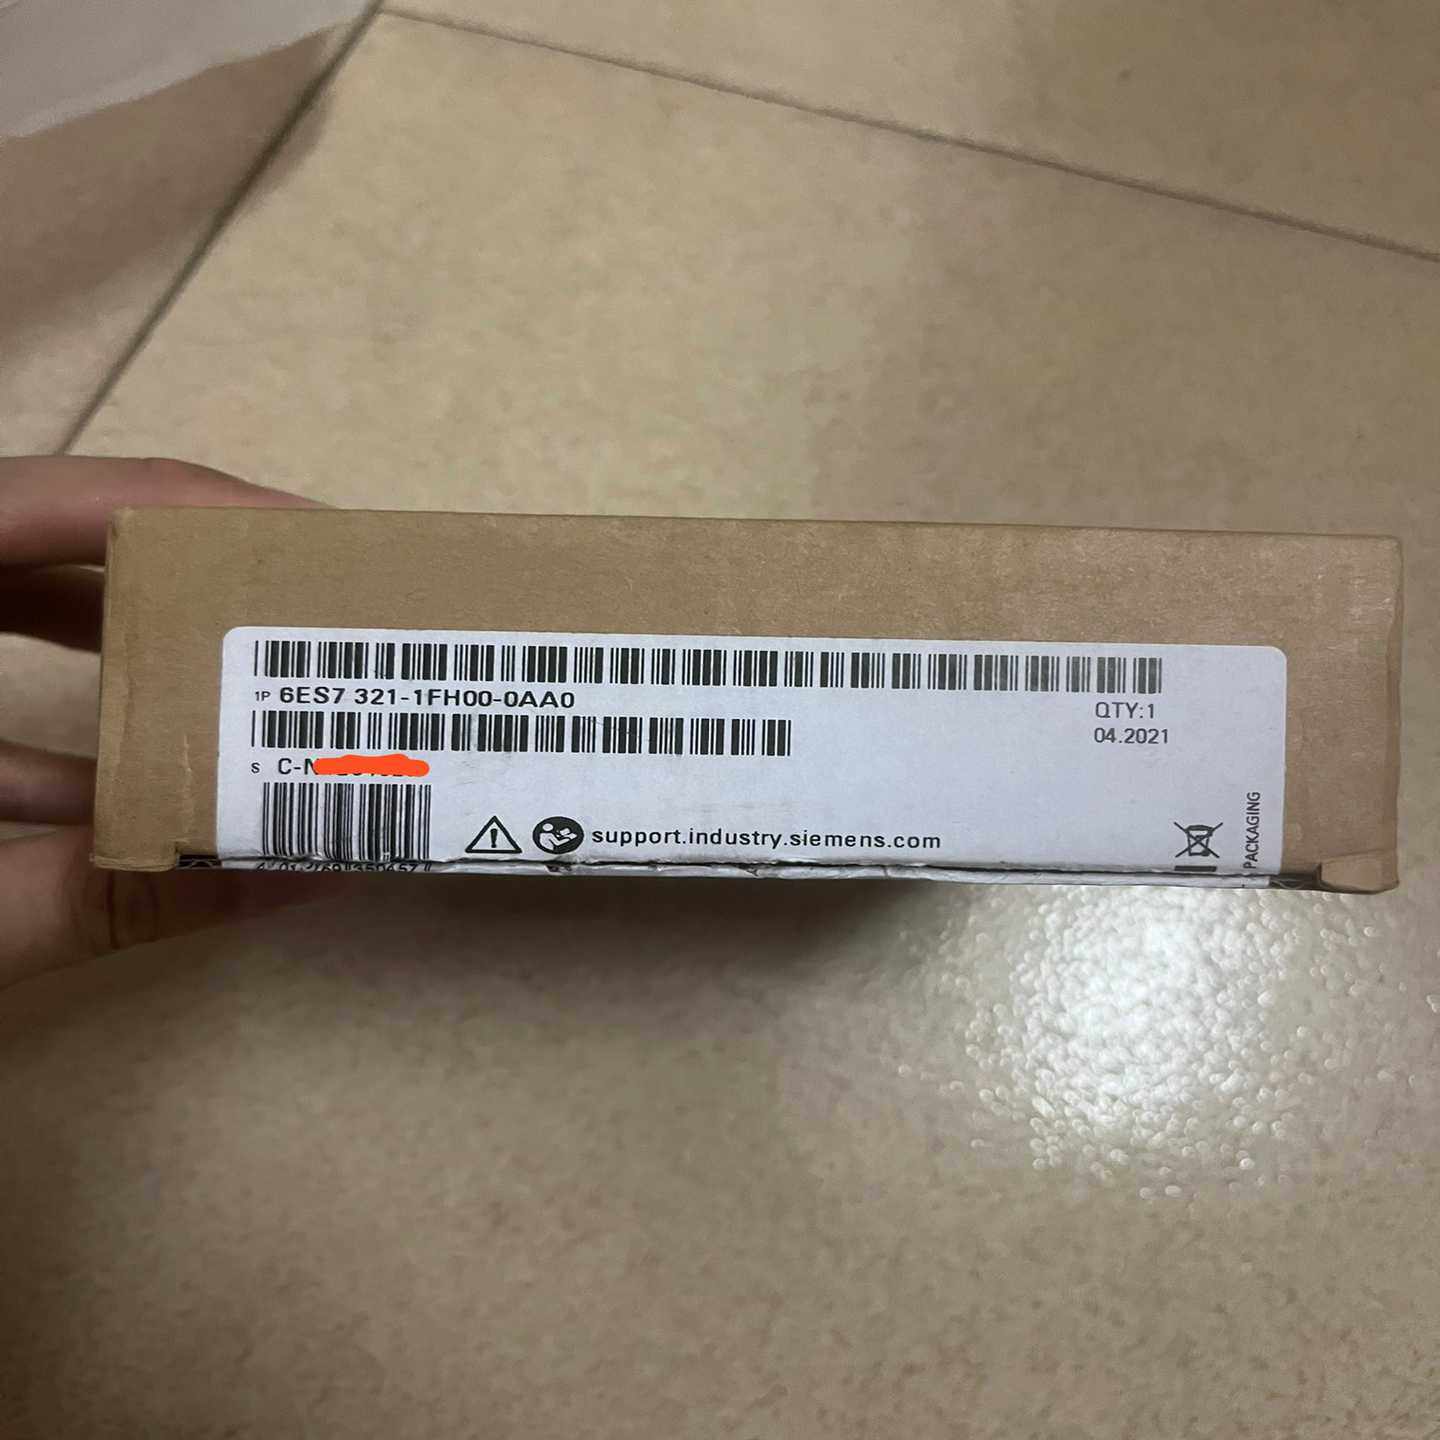 1P 6ES7 321-1FH00-0AA0
QTY:1
04.2021
S C-N
support.industry.siemens.com
PACKAGING